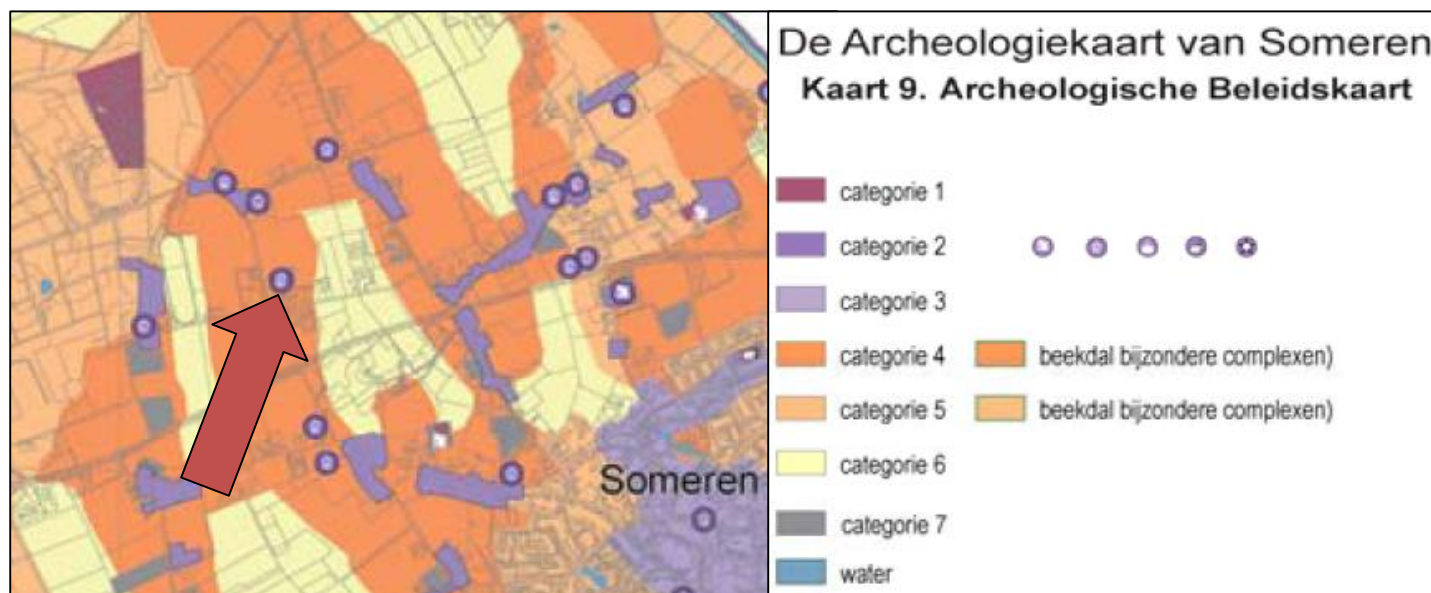 Someren
De Archeologiekaart van Someren
Kaart 9. Archeologische Beleidskaart
categorie 1
categorie 2
categorie 3
categorie 4
beekdal bijzondere complexen)
categorie 5
beekdal bijzondere complexen)
categorie 6
categorie 7
water